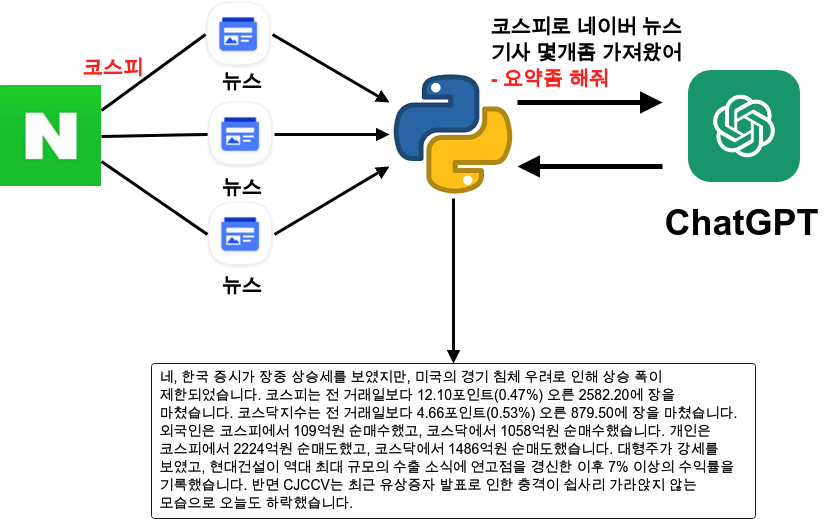 코스피로 네이버 뉴스
기사 몇개좀 가져왔어
- 요약좀 해줘
코스피
뉴스
N
뉴스
뉴스
ChatGPT
네, 한국 증시가 장중 상승세를 보였지만, 미국의 경기 침체 우려로 인해 상승 폭이
제한되었습니다. 코스피는 전 거래일보다 12.10포인트(0.47%) 오른 2582.20에 장을
마쳤습니다. 코스닥지수는 전 거래일보다 4.66포인트(0.53%) 오른 879.50에 장을 마쳤습니다.
외국인은 코스피에서 109억원 순매수했고, 코스닥에서 1058억원 순매수했습니다. 개인은
코스피에서 2224억원 순매도했고, 코스닥에서 1486억원 순매도했습니다. 대형주가 강세를
보였고, 현대건설이 역대 최대 규모의 수출 소식에 연고점을 경신한 이후 7% 이상의 수익률을
기록했습니다. 반면 CJCCV는 최근 유상증자 발표로 인한 충격이 쉽사리 가라앉지 않는
모습으로 오늘도 하락했습니다.